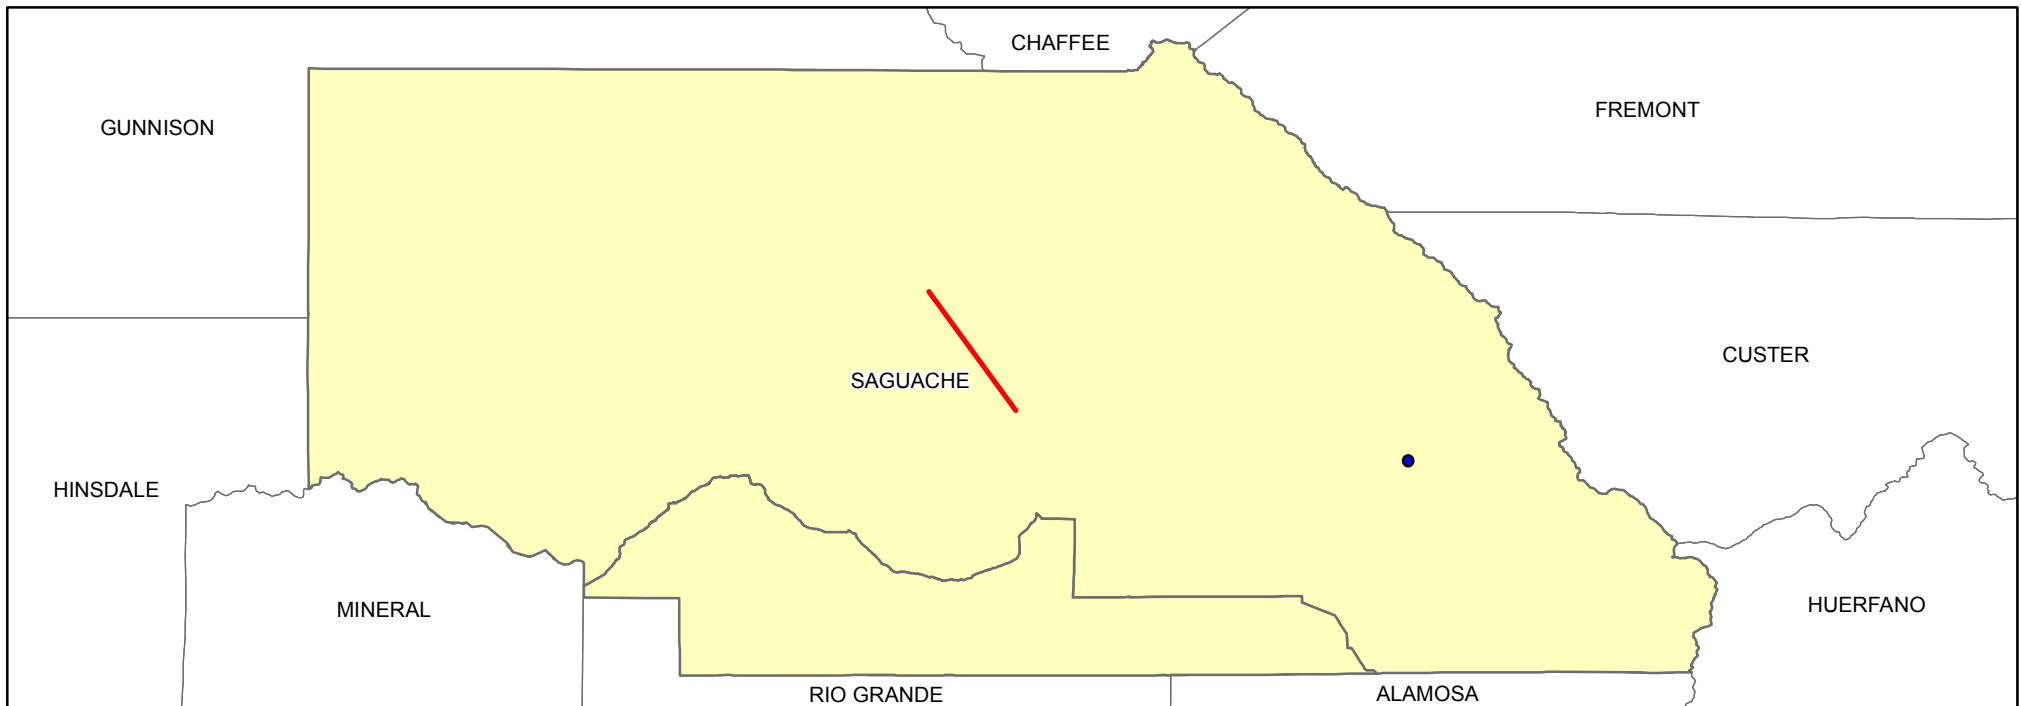 CHAFFEE
FREMONT
GUNNISON
CUSTER
SAGUACHE
HINSDALE
HUERFANO
MINERAL
RIO GRANDE
ALAMOSA